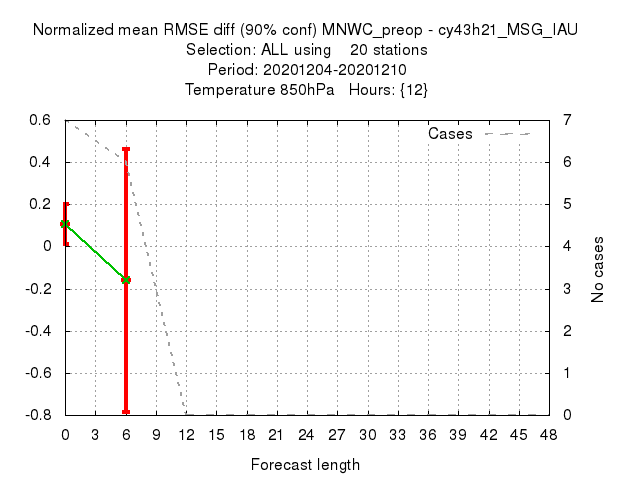 Normalized mean RMSE diff (90% conf) MNWC_preop - cy43h21_MSG_IAU
Selection: ALL using    20 stations
Period: 20201204-20201210
Temperature 850hPa   Hours: {12}
Cases
0.6
0.4
0.2
0
-0.2
-0.4
-0.6
-0.8
7
6
5
4
3
2
1
0
No cases
0 3 6 9 12 15 18 21 24 27 30 33 36 39 42 45 48
Forecast length